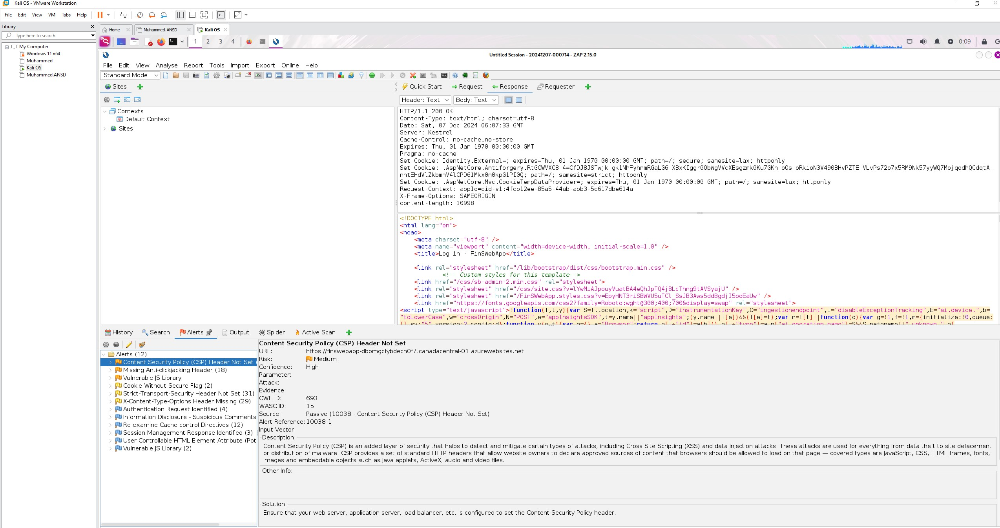 Kali OS - VMware Workstation
File Edit View VM Tabs Help
Library
Type here to search
My Computer
Windows 11 x64
Muhammed
Kali OS
Muhammed.ANSD
Home Muhammed.ANSD Kali OS
1 2 3 4 0:09
Untitled Session - 20241207-000714 - ZAP 2.15.0
File Edit View Analyse Report Tools Import Export Online Help
Standard Mode
Sites
Contexts
Default Context
Sites
Quick Start Request Response Requester
Header: Text Body: Text
HTTP/1.1 200 OK
Content-Type: text/html; charset=utf-8
Date: Sat, 07 Dec 2024 06:07:33 GMT
Server: Kestrel
Cache-Control: no-cache,no-store
Expires: Thu, 01 Jan 1970 00:00:00 GMT
Pragma: no-cache
Set-Cookie: Identity.External=; expires=Thu, 01 Jan 1970 00:00:00 GMT; path=/; secure; samesite=lax; httponly
Set-Cookie: .AspNetCore.Antiforgery.RtGCWVXC8-4=CfDJ8JSTwjk_gk1NhFyhnmRGaLG6_XBxKIggr0ObWgVVcXEsgzmk0Ku7GKn-oOs_oRkioN3V490BHvPZTE_VLvPs72o7x5RM9Nk57yyWQ7MojqodhQCdqtA_
nhtEHdVlZkbmmV4lCPD61Mkx0m0kpG1PI0Q; path=/; samesite=strict; httponly
Set-Cookie: .AspNetCore.Mvc.CookieTempDataProvider=; expires=Thu, 01 Jan 1970 00:00:00 GMT; path=/; samesite=lax; httponly
Request-Context: appId=cid-v1:4fcb12ee-85a5-44ab-abb3-5c617dbe614a
X-Frame-Options: SAMEORIGIN
content-length: 10998
<!DOCTYPE html>
<html lang="en">
<head>
<meta charset="utf-8" />
<meta name="viewport" content="width=device-width, initial-scale=1.0" />
<title>Log in - FinSWebApp</title>
<link rel="stylesheet" href="/lib/bootstrap/dist/css/bootstrap.min.css" />
<!-- Custom styles for this template-->
<link href="/css/sb-admin-2.min.css" rel="stylesheet">
<link rel="stylesheet" href="/css/site.css?v=lYwMiAJpouyVuatBA4eQhJpTQ4jBLcThng9tAVSyajU" />
<link rel="stylesheet" href="/FinSWebApp.styles.css?v=EpyHNT3riSBWVU5uTCl_SsJB3Aws5ddBgdjI5ooEaUw" />
<link href="https://fonts.googleapis.com/css2?family=Roboto:wght@300;400;700&display=swap" rel="stylesheet">
<script type="text/javascript">!function(T,l,y){var S=T.location,k="script",D="instrumentationKey",C="ingestionendpoint",I="disableExceptionTracking",E="ai.device.",b=
"toLowerCase",w="crossOrigin",N="POST",e="appInsightsSDK",t=y.name||"appInsights";(y.name||T[e])&&(T[e]=t);var n=T[t]||function(d){var g=!1,f=!1,m={initialize:!0,queue:
[],sv:"5",version:2,config:d};function v(e,t){var n={},a="Browser";return n[E+"id"]=a[b](),n[E+"type"]=a,n["ai.operation.name"]=S&&S.pathname||"_unknown_",n[
History Search Alerts Output Spider Active Scan
Alerts (12)
Content Security Policy (CSP) Header Not Set (
Missing Anti-clickjacking Header (18)
Vulnerable JS Library
Cookie Without Secure Flag (2)
Strict-Transport-Security Header Not Set (31)
X-Content-Type-Options Header Missing (29)
Authentication Request Identified (4)
Information Disclosure - Suspicious Comments
Re-examine Cache-control Directives (12)
Session Management Response Identified (3)
User Controllable HTML Element Attribute (Pot
Vulnerable JS Library (2)
Content Security Policy (CSP) Header Not Set
URL: https://finswebapp-dbbmgcfybdech0f7.canadacentral-01.azurewebsites.net
Risk: Medium
Confidence: High
Parameter:
Attack:
Evidence:
CWE ID: 693
WASC ID: 15
Source: Passive (10038 - Content Security Policy (CSP) Header Not Set)
Alert Reference: 10038-1
Input Vector:
Description:
Content Security Policy (CSP) is an added layer of security that helps to detect and mitigate certain types of attacks, including Cross Site Scripting (XSS) and data injection attacks. These attacks are used for everything from data theft to site defacement
or distribution of malware. CSP provides a set of standard HTTP headers that allow website owners to declare approved sources of content that browsers should be allowed to load on that page — covered types are JavaScript, CSS, HTML frames, fonts,
images and embeddable objects such as Java applets, ActiveX, audio and video files.
Other Info:
Solution:
Ensure that your web server, application server, load balancer, etc. is configured to set the Content-Security-Policy header.